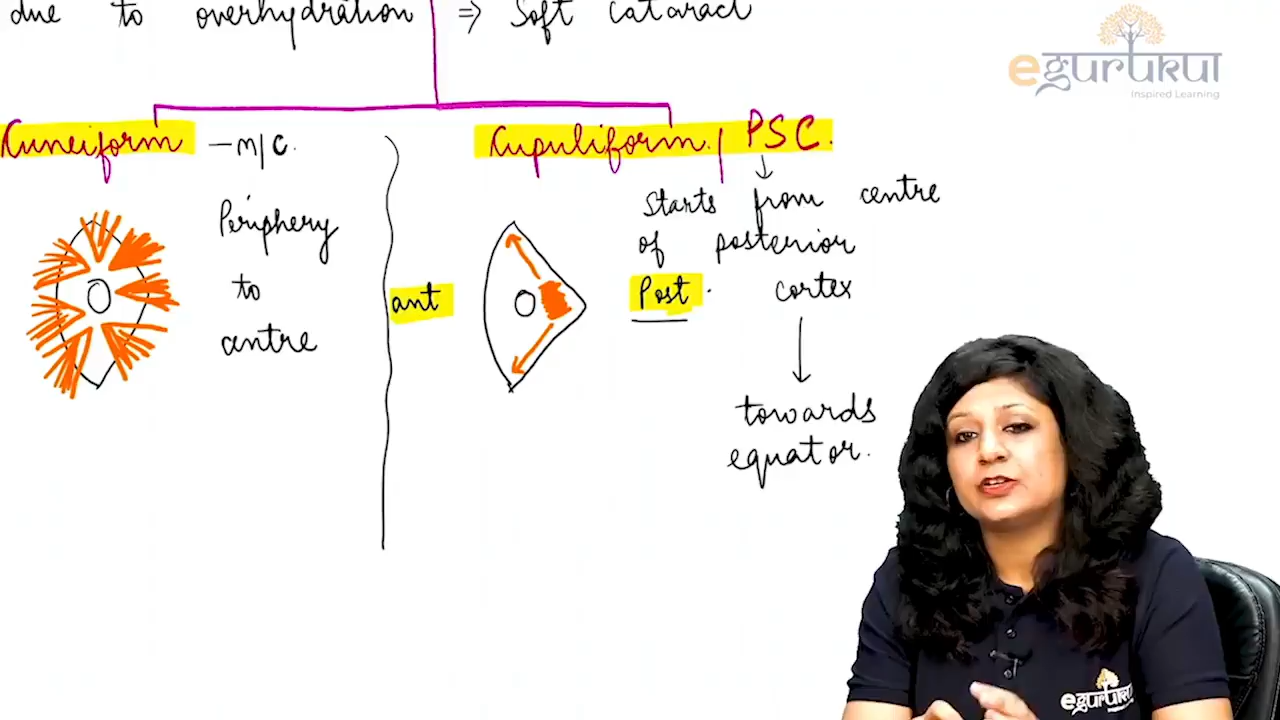 due to overhydration ⇒ Soft cataract
egurukul
Inspired Learning
Cuneiform - m/c.
Cupuliform / PSC.
Periphery
to
centre
Starts from centre
of posterior
cortex
ant
Post.
towards
equator.
egurukul